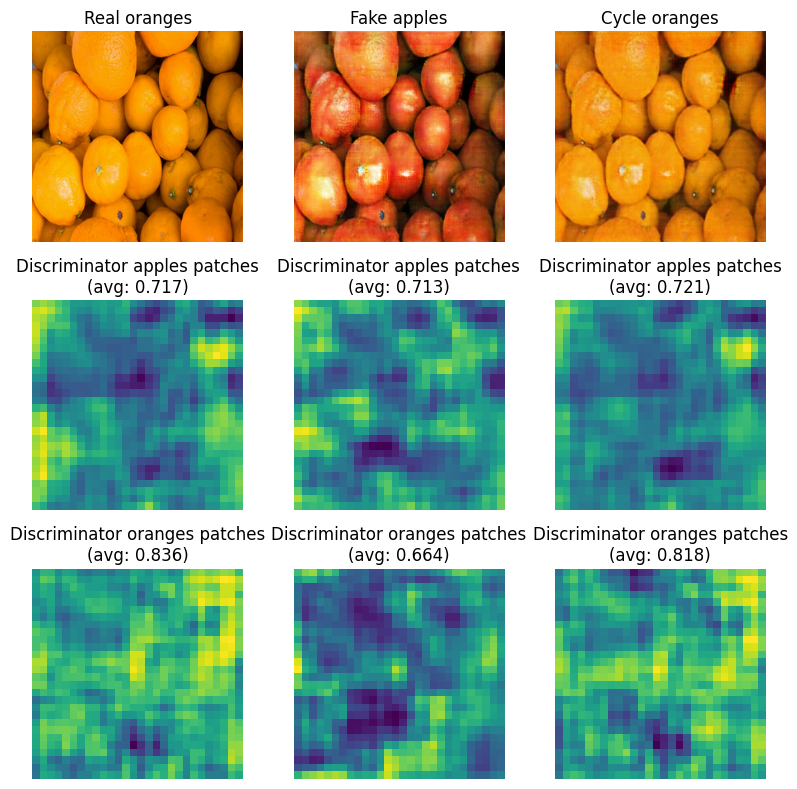 Real oranges
Fake apples
Cycle oranges
Discriminator apples patches
(avg: 0.717)
Discriminator apples patches
(avg: 0.713)
Discriminator apples patches
(avg: 0.721)
Discriminator oranges patches
(avg: 0.836)
Discriminator oranges patches
(avg: 0.664)
Discriminator oranges patches
(avg: 0.818)